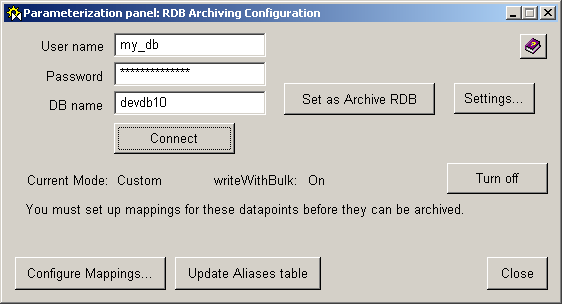 Parameterization panel: RDB Archiving Configuration
User name my_db
Password **************
DB name devdb10 Set as Archive RDB Settings...
Connect
Current Mode: Custom writeWithBulk: On Turn off
You must set up mappings for these datapoints before they can be archived.
Configure Mappings... Update Aliases table Close